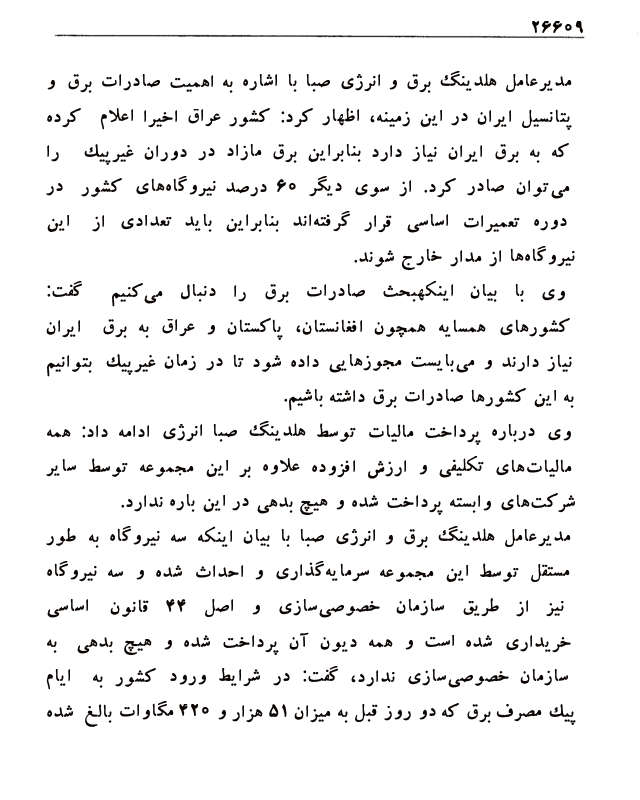 ۲۶۶۰۹
مدیرعامل هلدینگ برق و انرژی صبا با اشاره به اهمیت صادرات برق و
پتانسیل ایران در این زمینه، اظهار کرد: کشور عراق اخیرا اعلام کرده
که به برق ایران نیاز دارد بنابراین برق مازاد در دوران غیرپیک را
می‌توان صادر کرد. از سوی دیگر ۶۰ درصد نیروگاه‌های کشور در
دوره تعمیرات اساسی قرار گرفته‌اند بنابراین باید تعدادی از این
نیروگاه‌ها از مدار خارج شوند.
وی با بیان اینکهبحث صادرات برق را دنبال می‌کنیم گفت:
کشورهای همسایه همچون افغانستان، پاکستان و عراق به برق ایران
نیاز دارند و می‌بایست مجوزهایی داده شود تا در زمان غیرپیک بتوانیم
به این کشورها صادرات برق داشته باشیم.
وی درباره پرداخت مالیات توسط هلدینگ صبا انرژی ادامه داد: همه
مالیات‌های تکلیفی و ارزش افزوده علاوه بر این مجموعه توسط سایر
شرکت‌های وابسته پرداخت شده و هیچ بدهی در این باره ندارد.
مدیرعامل هلدینگ برق و انرژی صبا با بیان اینکه سه نیروگاه به طور
مستقل توسط این مجموعه سرمایه‌گذاری و احداث شده و سه نیروگاه
نیز از طریق سازمان خصوصی‌سازی و اصل ۴۴ قانون اساسی
خریداری شده است و همه دیون آن پرداخت شده و هیچ بدهی به
سازمان خصوصی‌سازی ندارد، گفت: در شرایط ورود کشور به ایام
پیک مصرف برق که دو روز قبل به میزان ۵۱ هزار و ۴۲۰ مگاوات بالغ شده